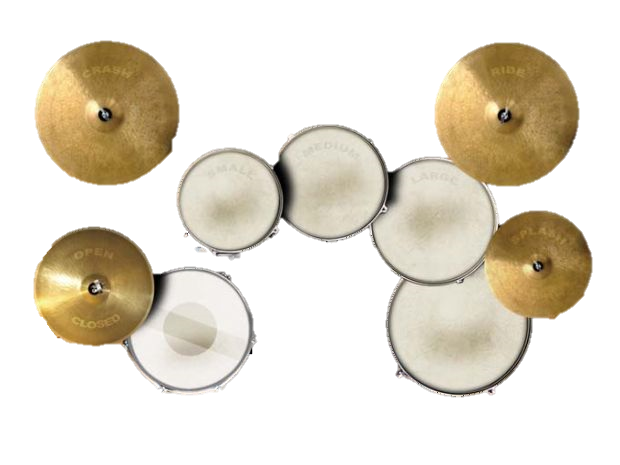 CRASH
RIDE
SMALL
MEDIUM
LARGE
OPEN
SPLASH
CLOSED